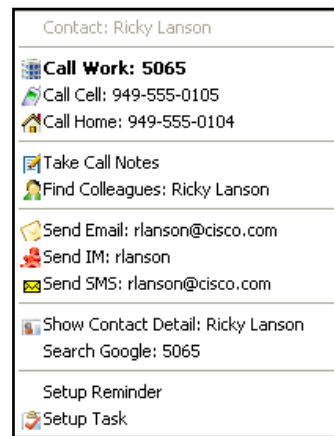 Contact: Ricky Lanson
Call Work: 5065
Call Cell: 949-555-0105
Call Home: 949-555-0104
Take Call Notes
Find Colleagues: Ricky Lanson
Send Email: rlanson@cisco.com
Send IM: rlanson
Send SMS: rlanson@cisco.com
Show Contact Detail: Ricky Lanson
Search Google: 5065
Setup Reminder
Setup Task